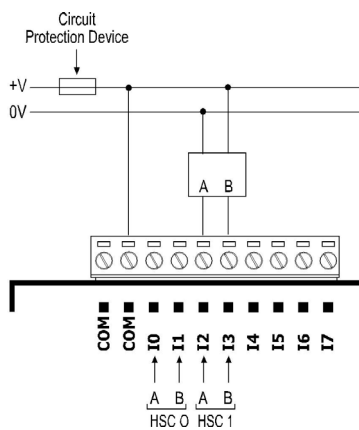 Circuit
Protection Device
+V
0V
A B
COM COM I0 I1 I2 I3 I4 I5 I6 I7
A B A B
HSC 0 HSC 1